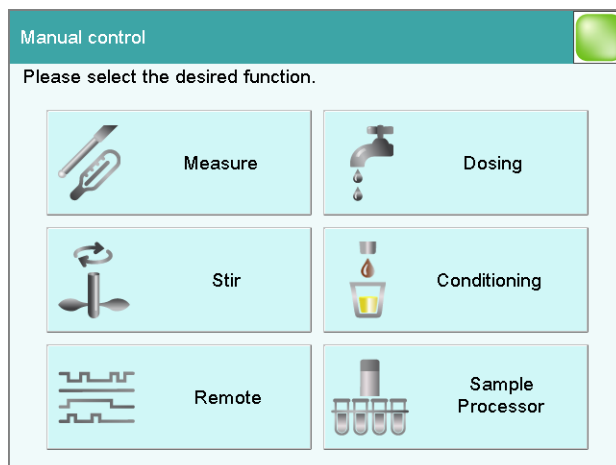 Manual control
Please select the desired function.
Measure
Dosing
Stir
Conditioning
Remote
Sample
Processor